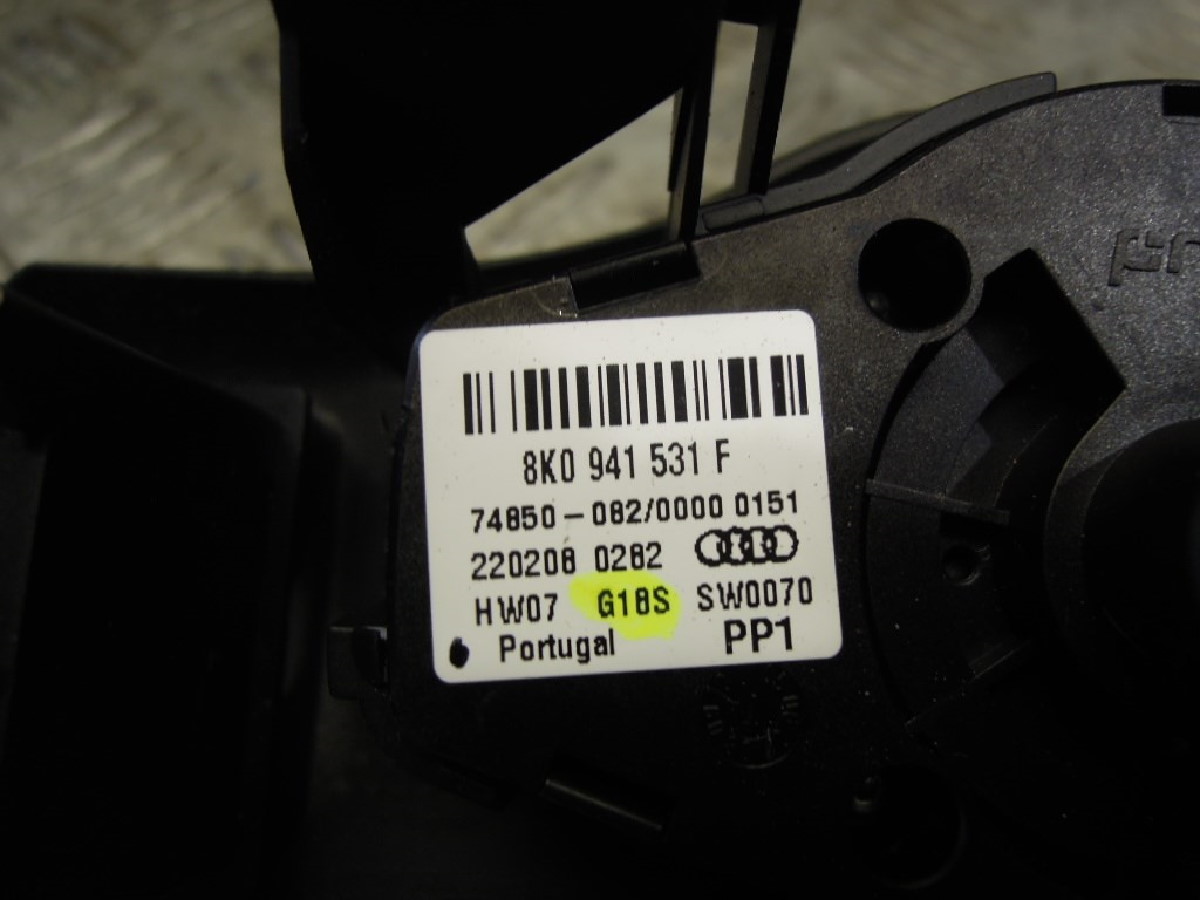 8K0 941 531 F
74850-082/0000 0151
220208 0282
HW07 G18S SW0070
Portugal PP1